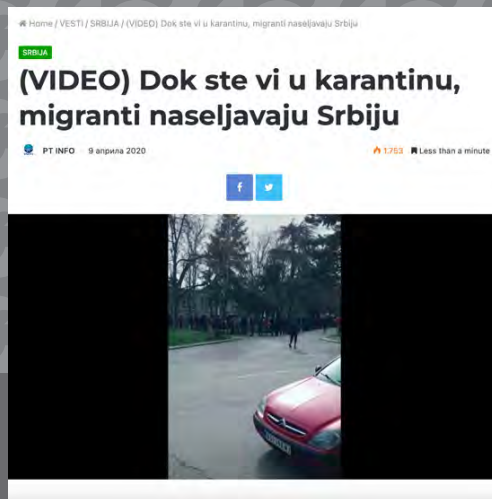 Home / VESTI / SRBIJA / (VIDEO) Dok ste vi u karantinu, migranti naseljavaju Srbiju
SRBIJA
(VIDEO) Dok ste vi u karantinu,
migranti naseljavaju Srbiju
PT INFO 9 априла 2020 1.753 Less than a minute